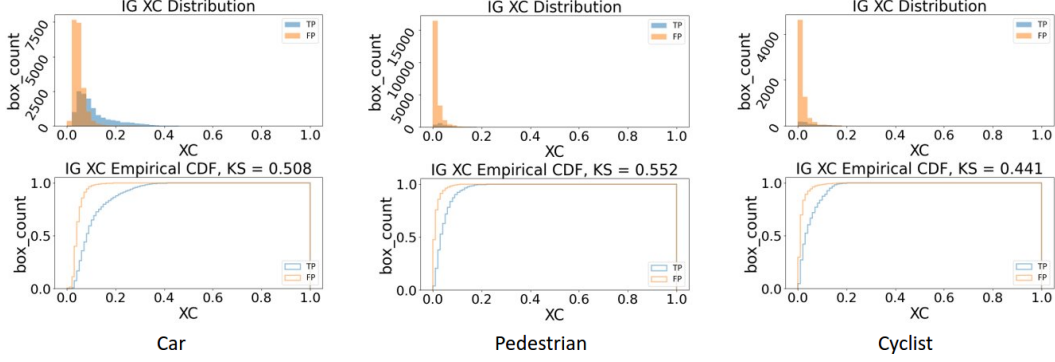 IG XC Distribution
box_count
7500
5000
2500
0
TP
FP
0.0 0.2 0.4 0.6 0.8 1.0
XC
IG XC Distribution
box_count
15000
10000
5000
0
TP
FP
0.0 0.2 0.4 0.6 0.8 1.0
XC
IG XC Distribution
box_count
4000
2000
0
TP
FP
0.0 0.2 0.4 0.6 0.8 1.0
XC
IG XC Empirical CDF, KS = 0.508
box_count
1.0
0.5
0.0
TP
FP
0.0 0.2 0.4 0.6 0.8 1.0
XC
IG XC Empirical CDF, KS = 0.552
box_count
1.0
0.5
0.0
TP
FP
0.0 0.2 0.4 0.6 0.8 1.0
XC
IG XC Empirical CDF, KS = 0.441
box_count
1.0
0.5
0.0
TP
FP
0.0 0.2 0.4 0.6 0.8 1.0
XC
Car
Pedestrian
Cyclist